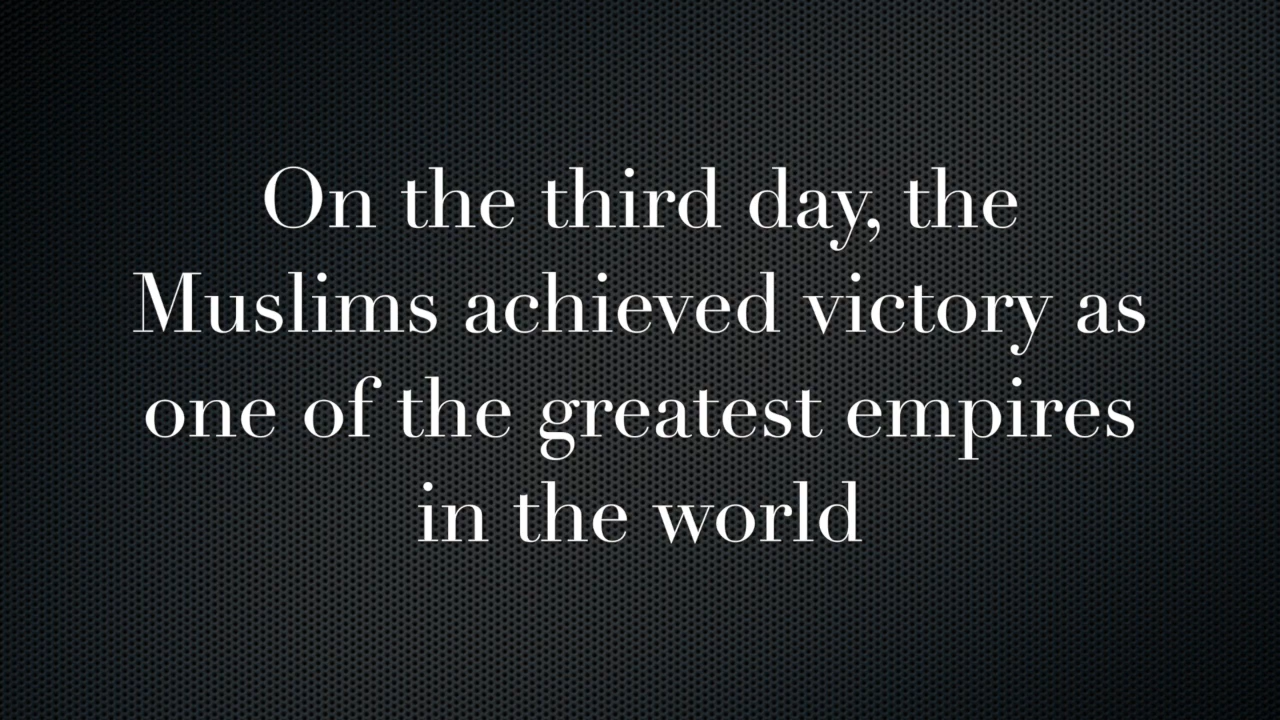 On the third day, the
Muslims achieved victory as
one of the greatest empires
in the world